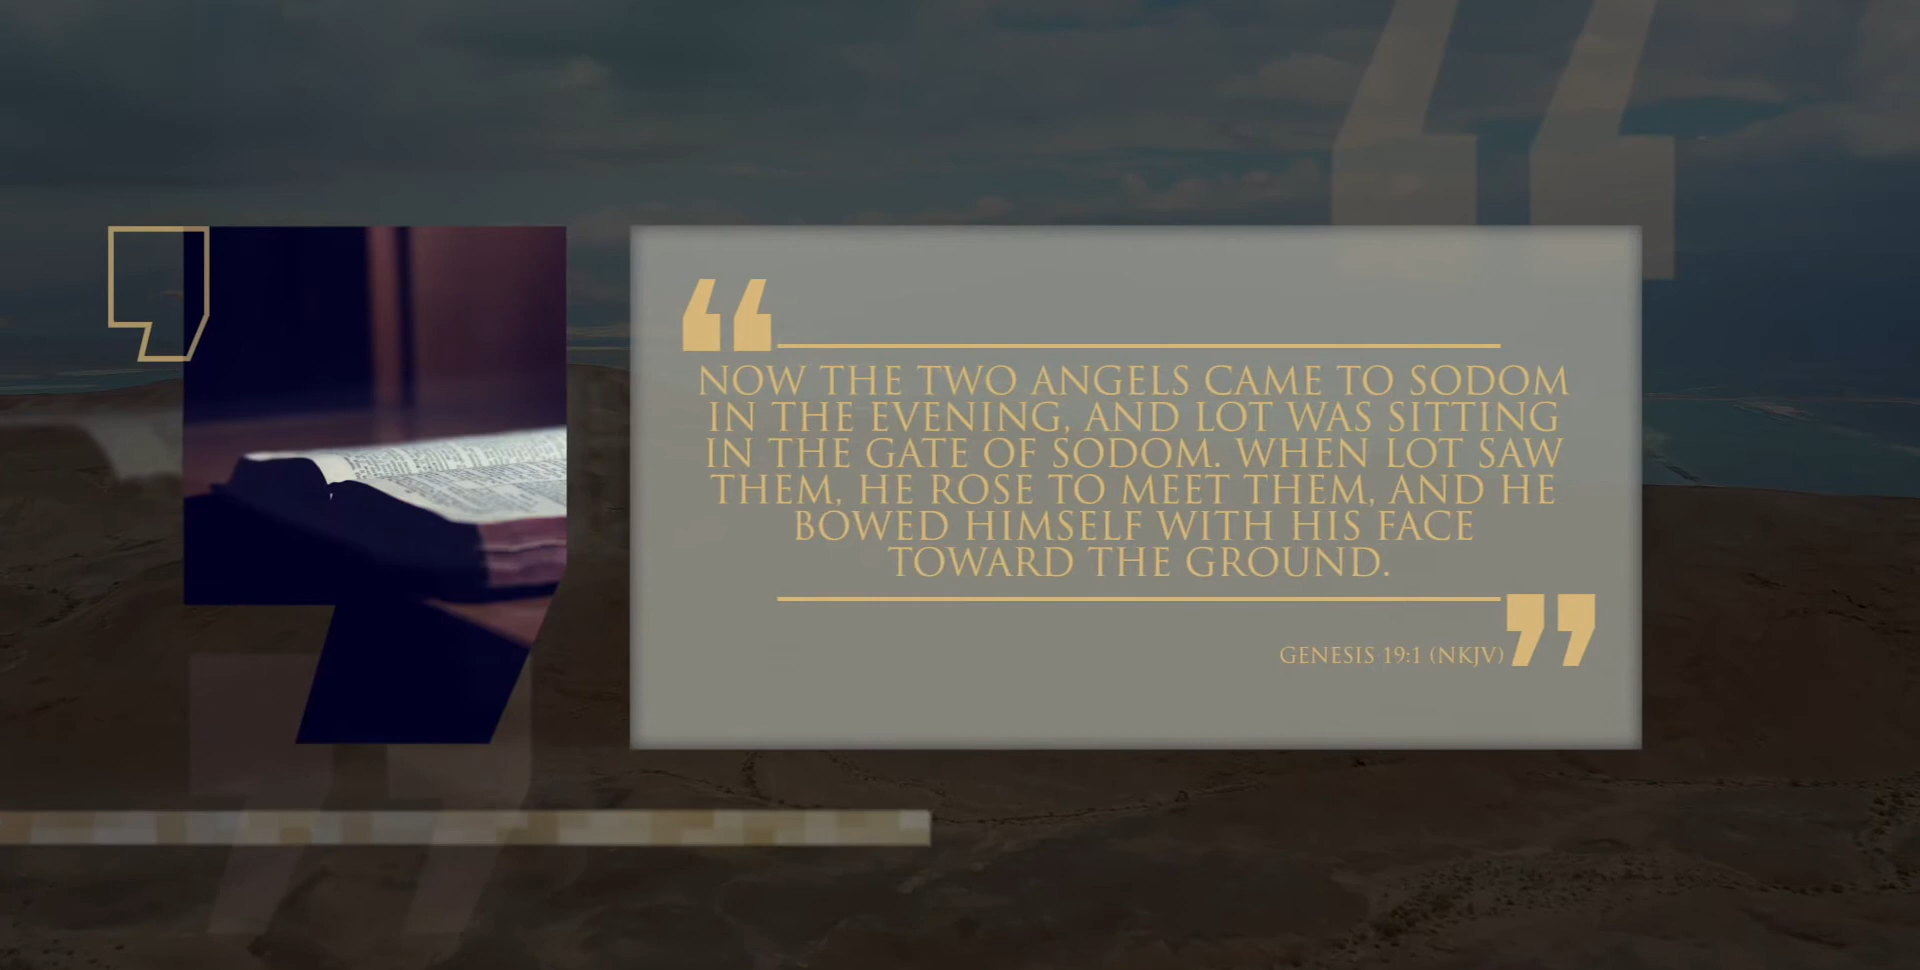 “
NOW THE TWO ANGELS CAME TO SODOM
IN THE EVENING, AND LOT WAS SITTING
IN THE GATE OF SODOM. WHEN LOT SAW
THEM, HE ROSE TO MEET THEM, AND HE
BOWED HIMSELF WITH HIS FACE
TOWARD THE GROUND.
GENESIS 19:1 (NKJV) ”